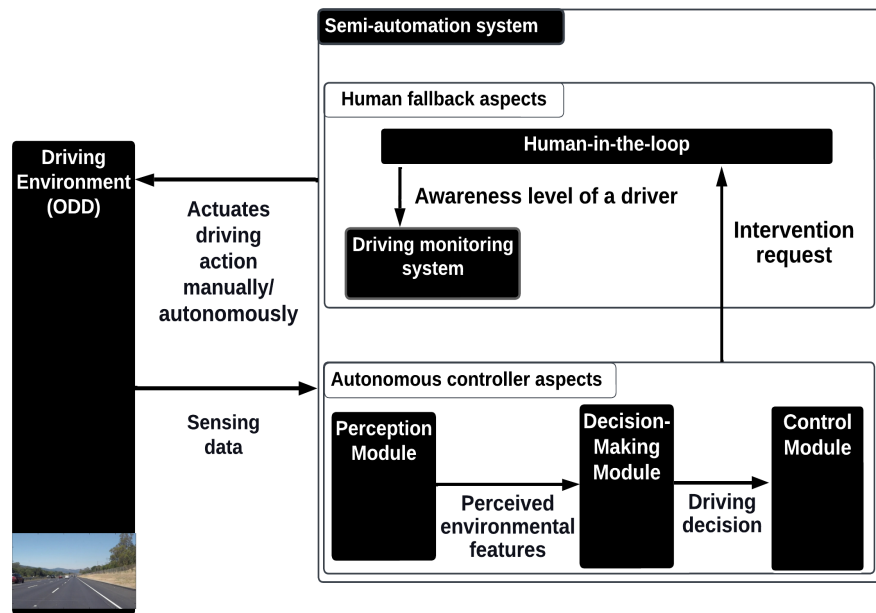 Semi-automation system
Human fallback aspects
Human-in-the-loop
Driving
Environment
(ODD)
Awareness level of a driver
Actuates
driving
action
manually/
autonomously
Intervention
request
Driving monitoring
system
Autonomous controller aspects
Sensing
data
Perception
Module
Decision-
Making
Module
Control
Module
Perceived
environmental
features
Driving
decision